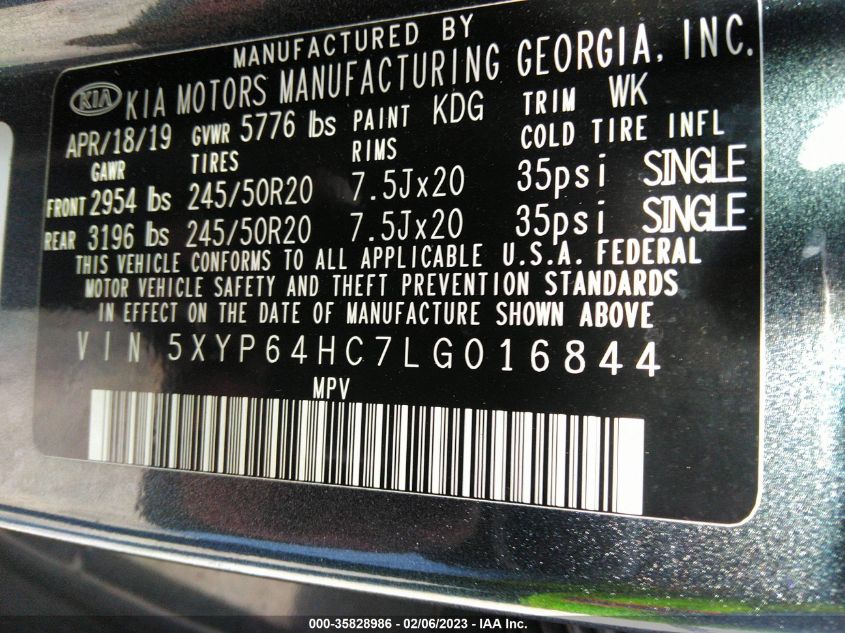 MANUFACTURED BY
KIA KIA MOTORS MANUFACTURING GEORGIA, INC.
APR/18/19 GVWR 5776 lbs PAINT KDG TRIM WK
GAWR TIRES RIMS COLD TIRE INFL
FRONT 2954 lbs 245/50R20 7.5Jx20 35psi SINGLE
REAR 3196 lbs 245/50R20 7.5Jx20 35psi SINGLE
THIS VEHICLE CONFORMS TO ALL APPLICABLE U.S.A. FEDERAL
MOTOR VEHICLE SAFETY AND THEFT PREVENTION STANDARDS
IN EFFECT ON THE DATE OF MANUFACTURE SHOWN ABOVE
VIN 5XYP64HC7LG016844
MPV
000-35828986 - 02/06/2023 - IAA Inc.